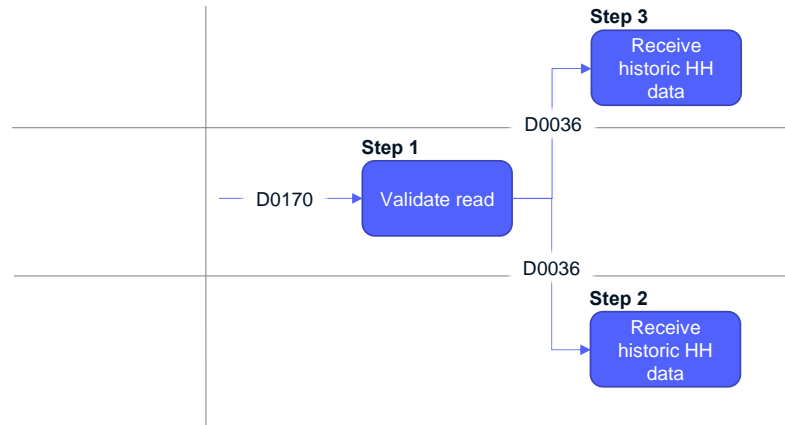 Step 3
Receive
historic HH
data
D0036
Step 1
D0170
Validate read
D0036
Step 2
Receive
historic HH
data